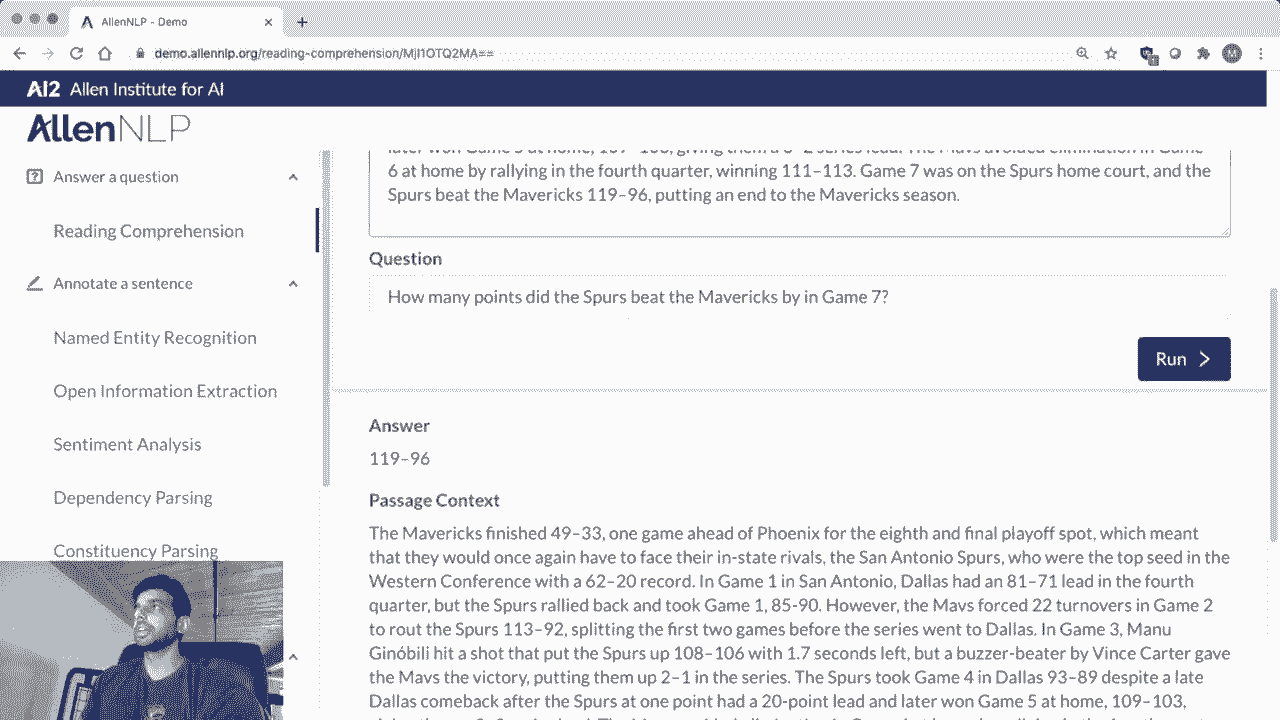 AllenNLP - Demo
demo.allennlp.org/reading-comprehension/MjI1OTQ2MA==
AI2 Allen Institute for AI
AllenNLP
Answer a question
Reading Comprehension
Annotate a sentence
Named Entity Recognition
Open Information Extraction
Sentiment Analysis
Dependency Parsing
Constituency Parsing
6 at home by rallying in the fourth quarter, winning 111–113. Game 7 was on the Spurs home court, and the
Spurs beat the Mavericks 119–96, putting an end to the Mavericks season.
Question
How many points did the Spurs beat the Mavericks by in Game 7?
Run
Answer
119–96
Passage Context
The Mavericks finished 49–33, one game ahead of Phoenix for the eighth and final playoff spot, which meant
that they would once again have to face their in-state rivals, the San Antonio Spurs, who were the top seed in the
Western Conference with a 62–20 record. In Game 1 in San Antonio, Dallas had an 81–71 lead in the fourth
quarter, but the Spurs rallied back and took Game 1, 85-90. However, the Mavs forced 22 turnovers in Game 2
to rout the Spurs 113–92, splitting the first two games before the series went to Dallas. In Game 3, Manu
Ginóbili hit a shot that put the Spurs up 108–106 with 1.7 seconds left, but a buzzer-beater by Vince Carter gave
the Mavs the victory, putting them up 2–1 in the series. The Spurs took Game 4 in Dallas 93–89 despite a late
Dallas comeback after the Spurs at one point had a 20-point lead and later won Game 5 at home, 109–103,